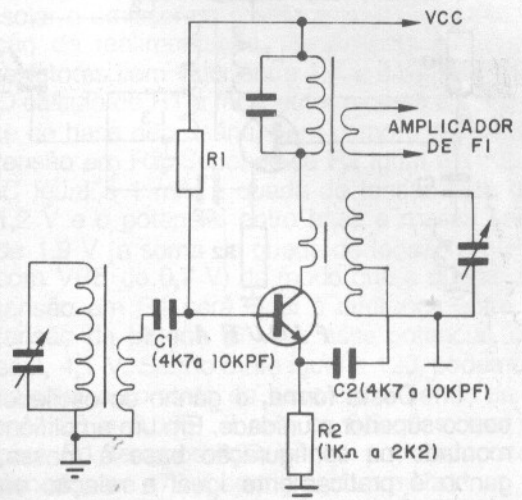 VCC
R1
AMPLICADOR
DE FI
C1
(4K7a 10KPF)
C2(4K7a 10KPF)
R2
(1KΩ a 2K2)